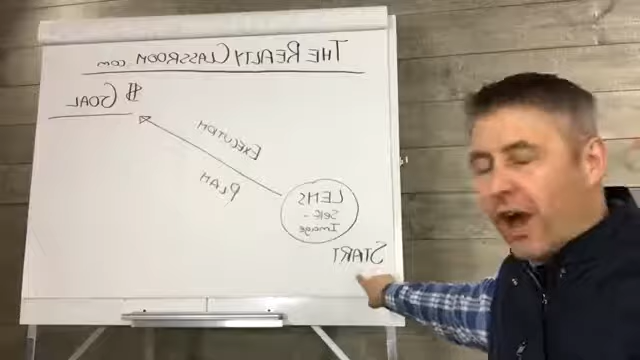 THE REALTY CLASSROOM.COM
$ GOAL
EXECUTION
PLAN
LENS
Self-
Image
START